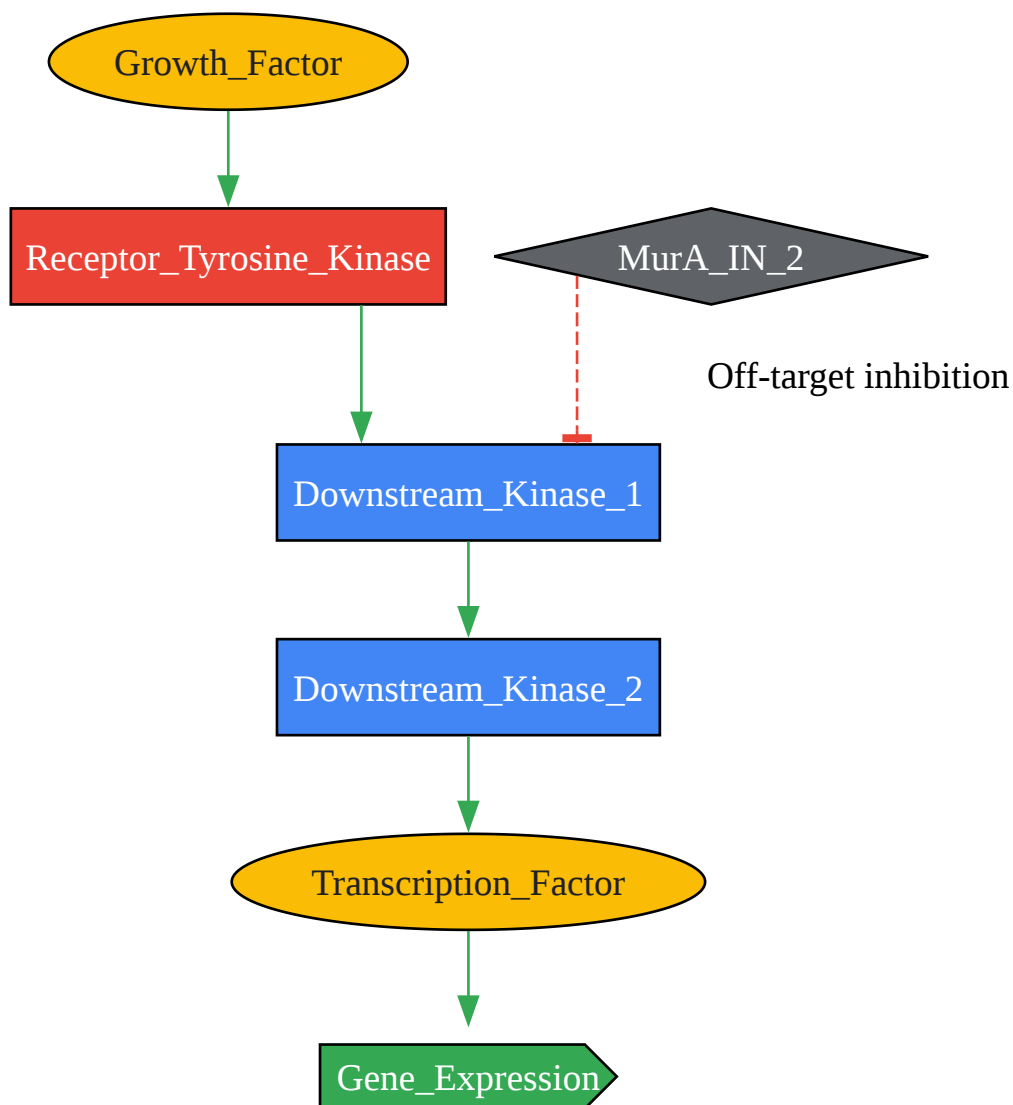 Growth_Factor
Receptor_Tyrosine_Kinase
MurA_IN_2
Off-target inhibition
Downstream_Kinase_1
Downstream_Kinase_2
Transcription_Factor
Gene_Expression